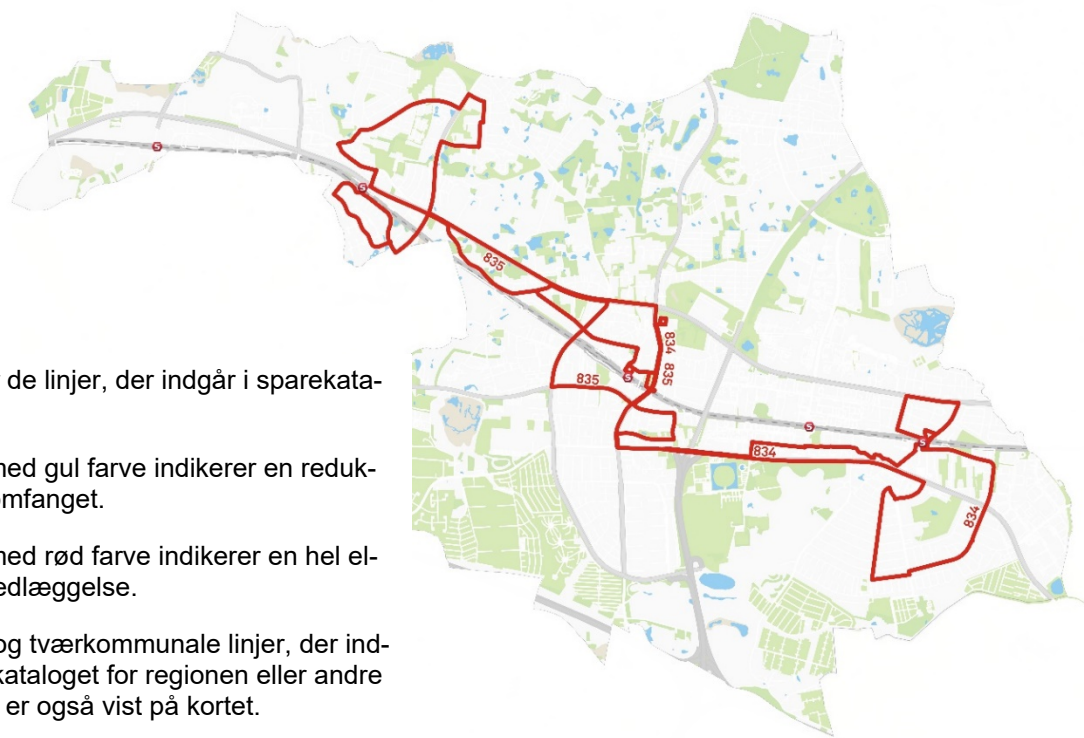 de linjer, der indgår i sparekata-
med gul farve indikerer en reduk-
omfanget.
med rød farve indikerer en hel el-
edlæggelse.
og tværkommunale linjer, der ind-
kataloget for regionen eller andre
er også vist på kortet.
S
S
835
834 835
S
835
S
834
S
834